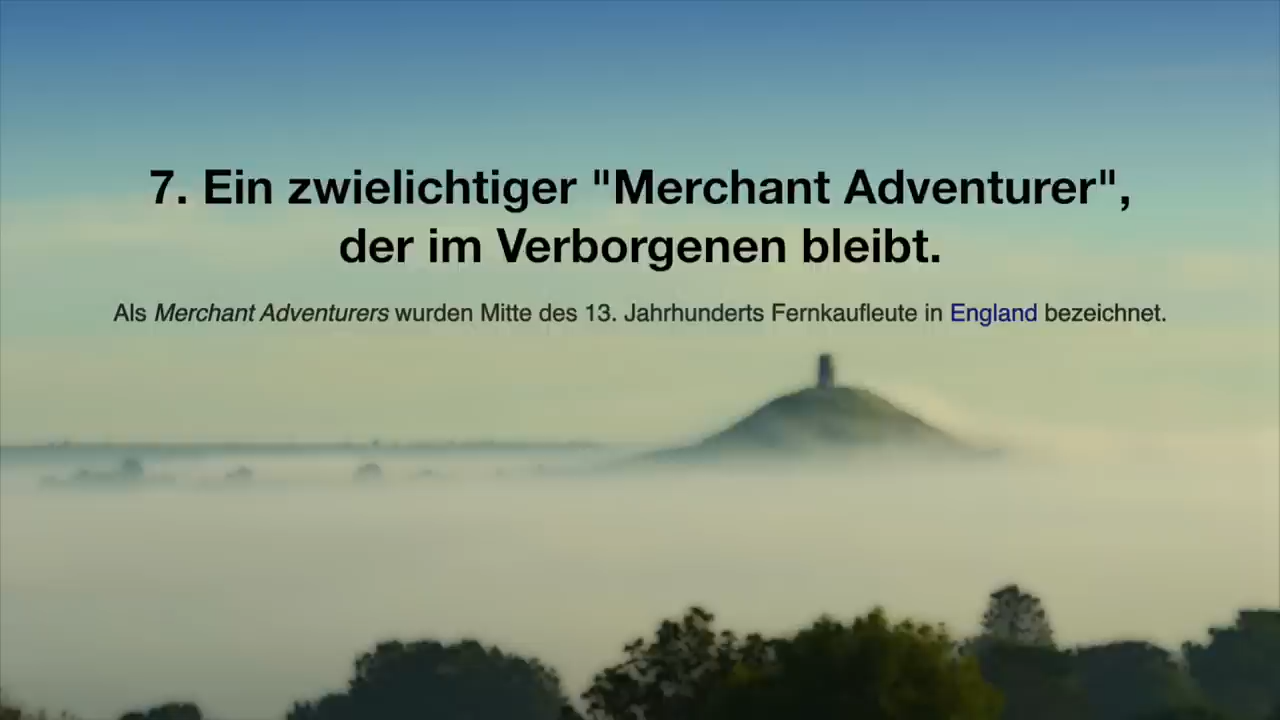 7. Ein zwielichtiger "Merchant Adventurer",
der im Verborgenen bleibt.
Als Merchant Adventurers wurden Mitte des 13. Jahrhunderts Fernkaufleute in England bezeichnet.